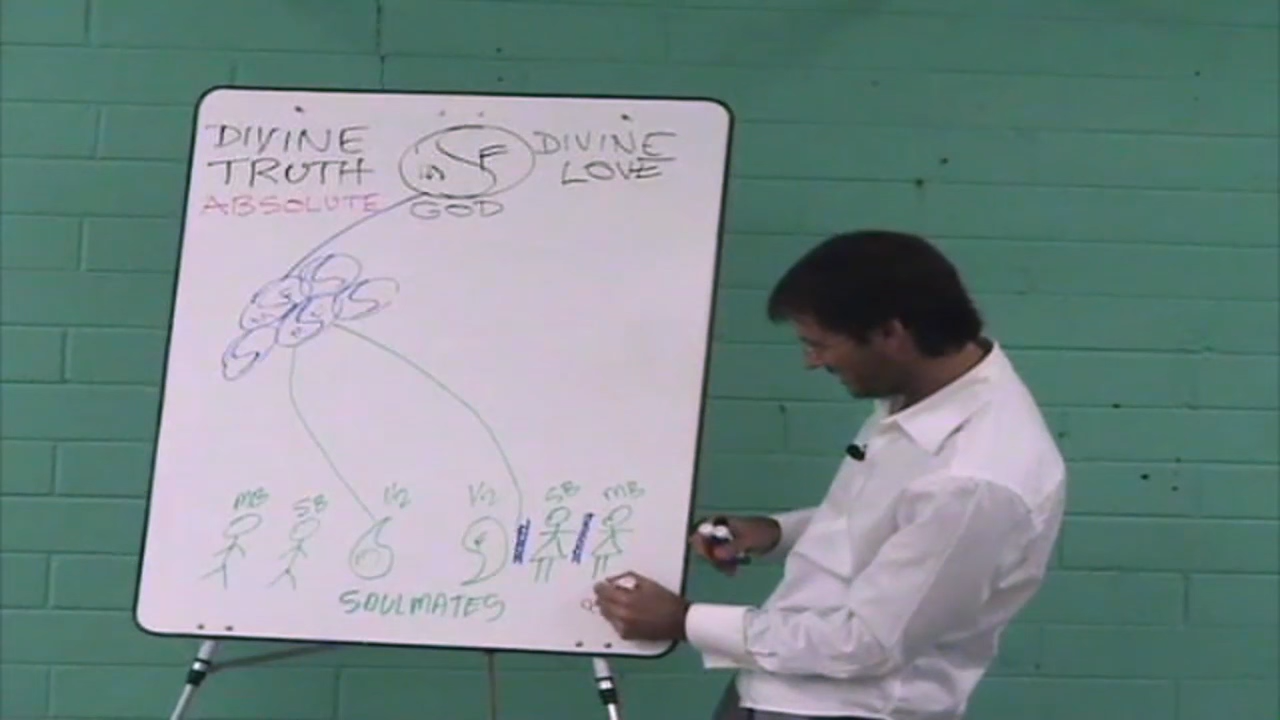 DIVINE DIVINE
TRUTH LOVE
ABSOLUTE GOD
MB SB 1/2 1/2 SB MB
SOULMATES